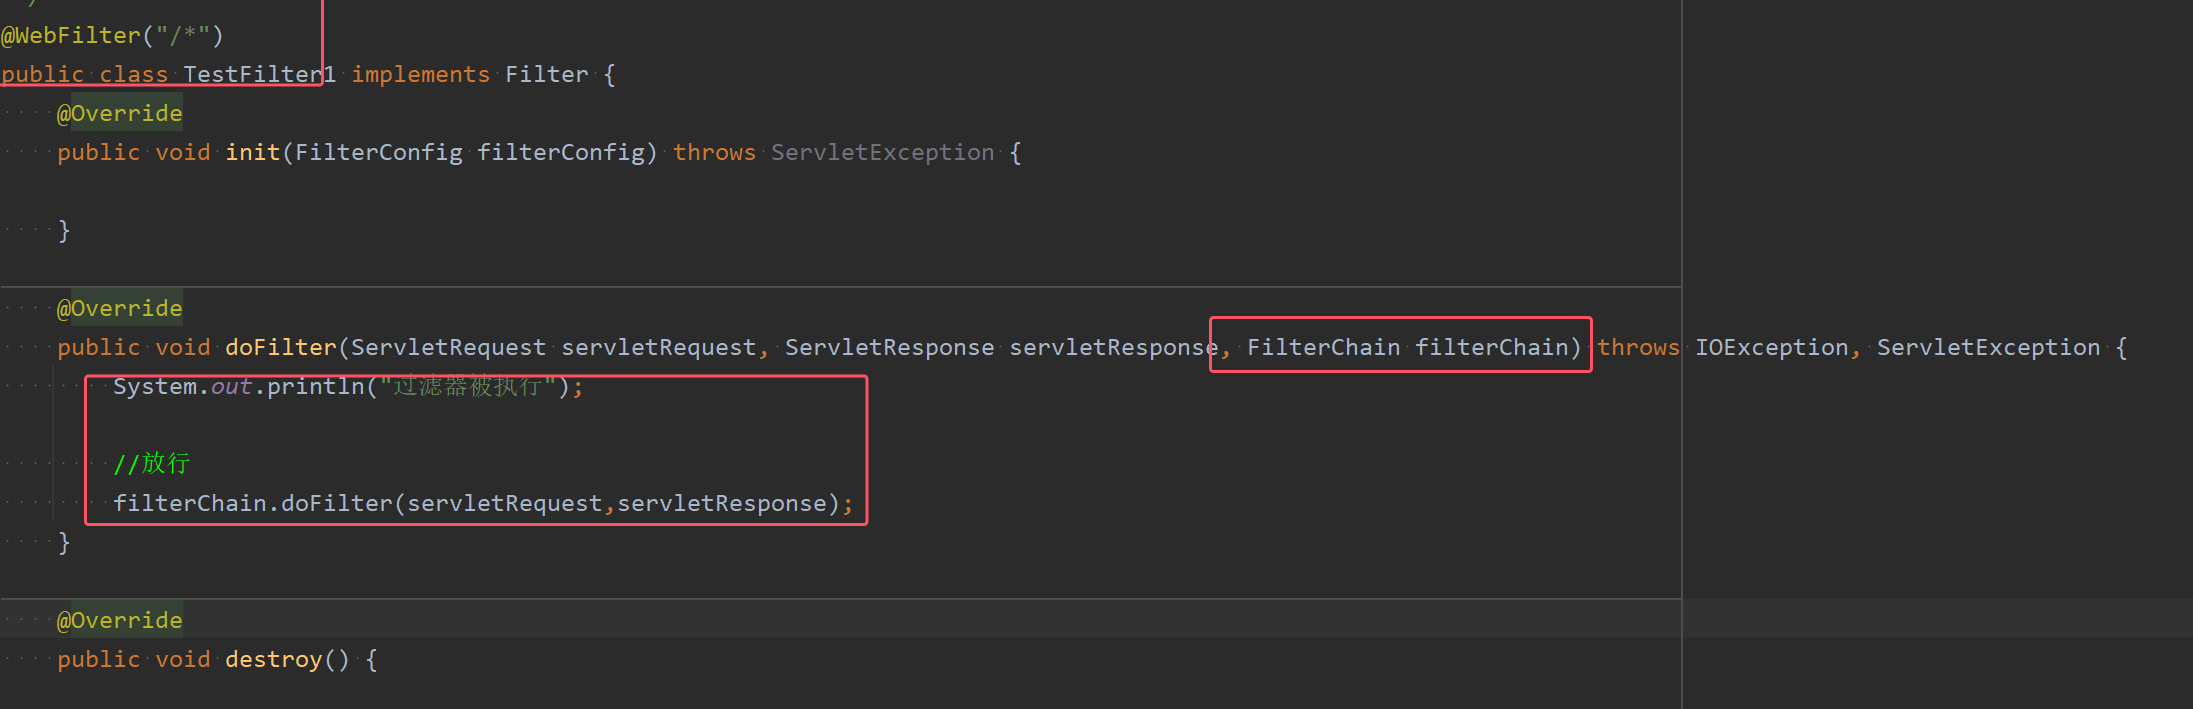 @WebFilter("/*")
public class TestFilter1 implements Filter {
@Override
public void init(FilterConfig filterConfig) throws ServletException {
}
@Override
public void doFilter(ServletRequest servletRequest, ServletResponse servletResponse, FilterChain filterChain) throws IOException, ServletException {
System.out.println("过滤器被执行");
//放行
filterChain.doFilter(servletRequest,servletResponse);
}
@Override
public void destroy() {